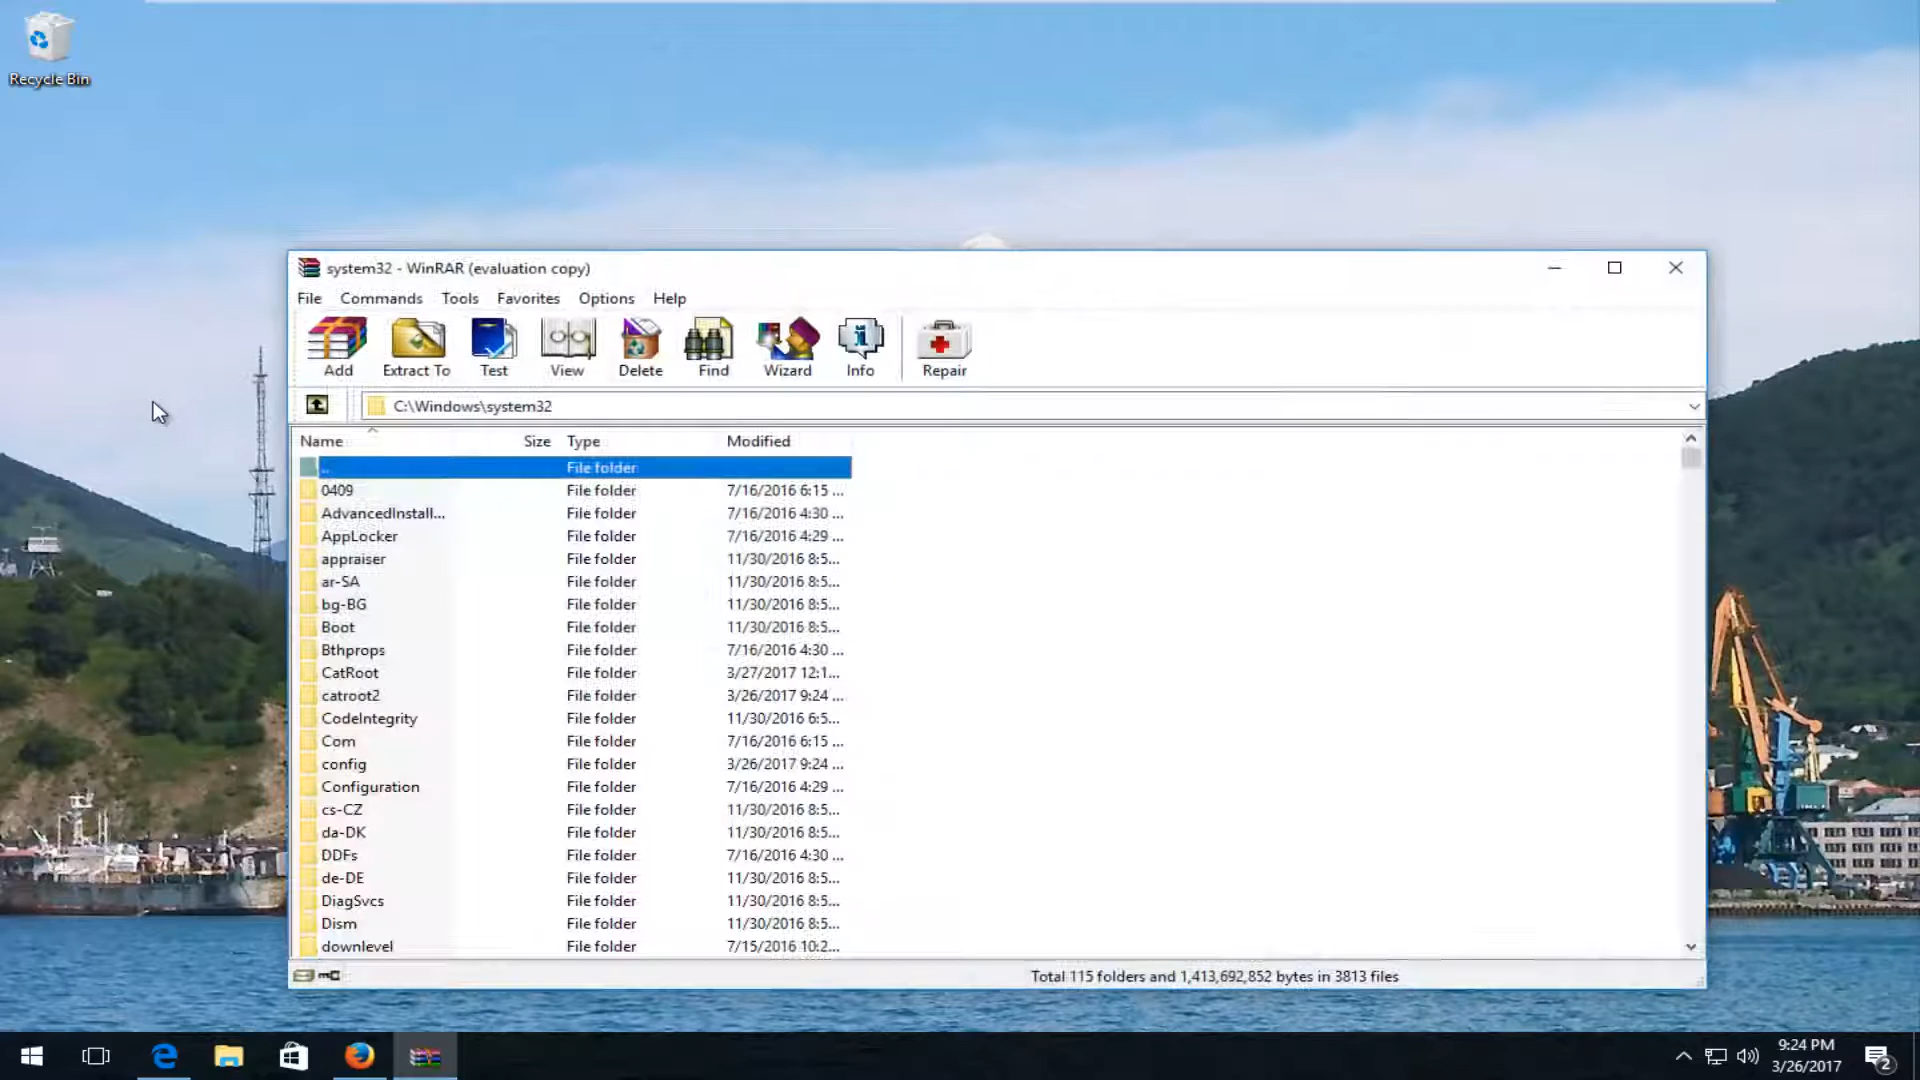 Recycle Bin
system32 - WinRAR (evaluation copy)
File Commands Tools Favorites Options Help
Add Extract To Test View Delete Find Wizard Info Repair
C:\Windows\system32
Name Size Type Modified
.. File folder
0409 File folder 7/16/2016 6:15 ...
AdvancedInstall... File folder 7/16/2016 4:30 ...
AppLocker File folder 7/16/2016 4:29 ...
appraiser File folder 11/30/2016 8:5...
ar-SA File folder 11/30/2016 8:5...
bg-BG File folder 11/30/2016 8:5...
Boot File folder 11/30/2016 8:5...
Bthprops File folder 7/16/2016 4:30 ...
CatRoot File folder 3/27/2017 12:1...
catroot2 File folder 3/26/2017 9:24 ...
CodeIntegrity File folder 11/30/2016 6:5...
Com File folder 7/16/2016 6:15 ...
config File folder 3/26/2017 9:24 ...
Configuration File folder 7/16/2016 4:29 ...
cs-CZ File folder 11/30/2016 8:5...
da-DK File folder 11/30/2016 8:5...
DDFs File folder 7/16/2016 4:30 ...
de-DE File folder 11/30/2016 8:5...
DiagSvcs File folder 11/30/2016 8:5...
Dism File folder 11/30/2016 8:5...
downlevel File folder 7/15/2016 10:2...
Total 115 folders and 1,413,692,852 bytes in 3813 files
9:24 PM
3/26/2017
2